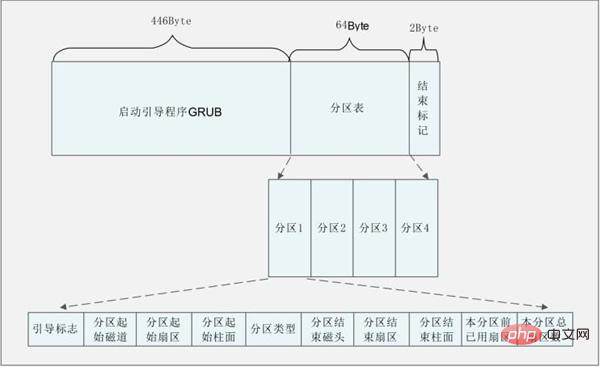 446Byte
64Byte
2Byte
启动引导程序GRUB
分区表
结
束
标
记
分区1
分区2
分区3
分区4
引导标志
分区起
始磁道
分区起
始扇区
分区起
始柱面
分区类型
分区结
束磁头
分区结
束扇区
分区结
束柱面
本分区前
已用扇区
本分区总
php 中文网